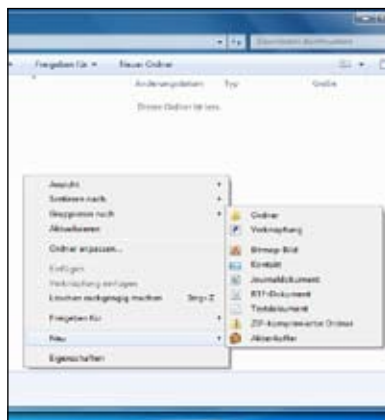 Freigeben für Neuer Ordner
Änderungsdatum Typ Größe
Dieser Ordner ist leer.
Ansicht
Sortieren nach
Gruppieren nach
Aktualisieren
Ordner anpassen...
Einfügen
Verknüpfung einfügen
Löschen rückgängig machen Strg+Z
Freigeben für
Neu
Eigenschaften
Ordner
Verknüpfung
Bitmap-Bild
Kontakt
Journaldokument
RTF-Dokument
Textdokument
ZIP-komprimierter Ordner
Aktenkoffer